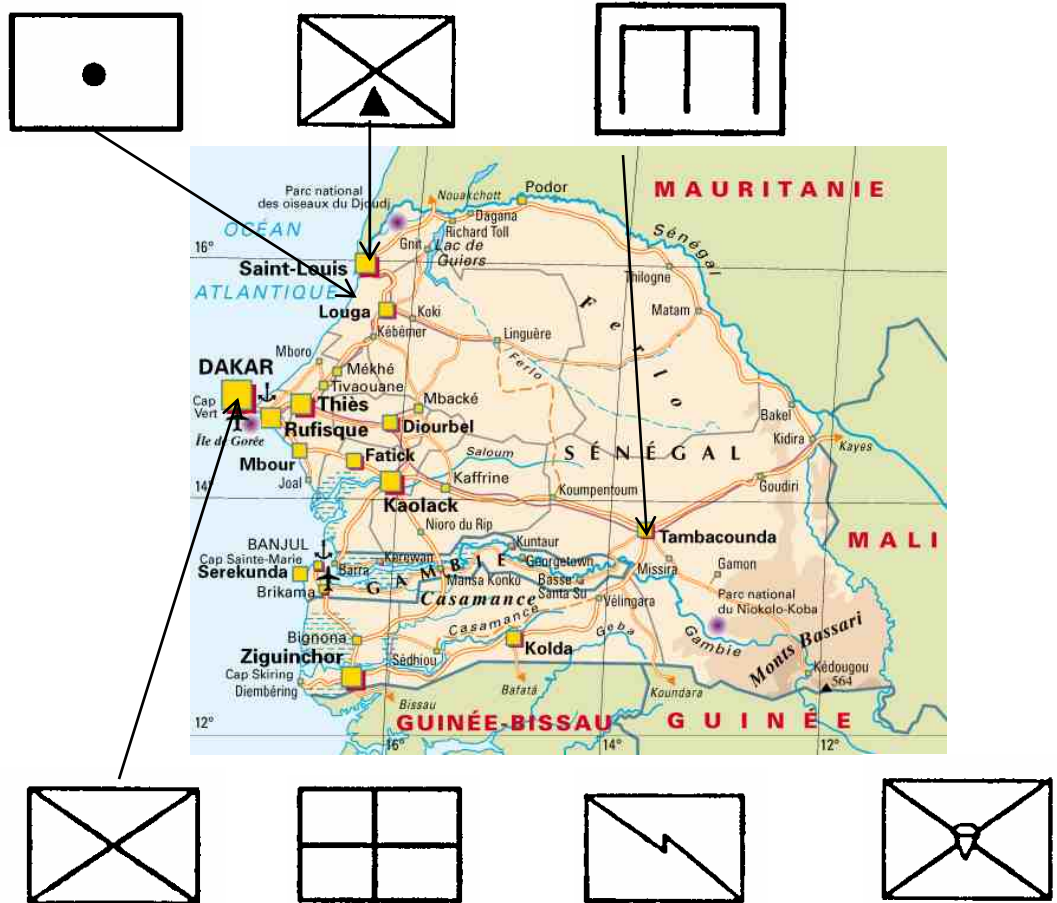 Parc national
des oiseaux du Djoudj
Nouakchott
Podor
MAURITANIE
Dagana
Richard Toll
OCÉAN
16°
Gnit
Lac de
Guiers
Sénégal
Saint-Louis
Thilogne
ATLANTIQUE
Louga
Koki
Ferlo
Matam
Kébémer
Linguère
Mboro
Ferlo
DAKAR
Mékhé
Tivaouane
Cap
Vert
Thiès
Mbacké
Bakel
Rufisque
Diourbel
Île de Gorée
Kidira
Kayes
Mbour
Fatick
Saloum
SÉNÉGAL
Joal
14°
Kaffrine
Koumpentoum
Goudiri
Kaolack
Nioro du Rip
Tambacounda
MALI
BANJUL
Cap Sainte-Marie
Kuntaur
Kerewan
Georgetown
Serekunda
Barra
GAMBIE
Missira
Gamon
Brikama
Mansa Konko
Basse
Santa Su
Casamance
Vélingara
Parc national
du Niokolo-Koba
Bignona
Casamance
Geba
Gambie
Monts Bassari
Ziguinchor
Sédhiou
Kolda
Cap Skiring
Diembéring
Kédougou
564
Bissau
Bafatá
Koundara
12°
GUINÉE-BISSAU
GUINÉE
16°
14°
12°